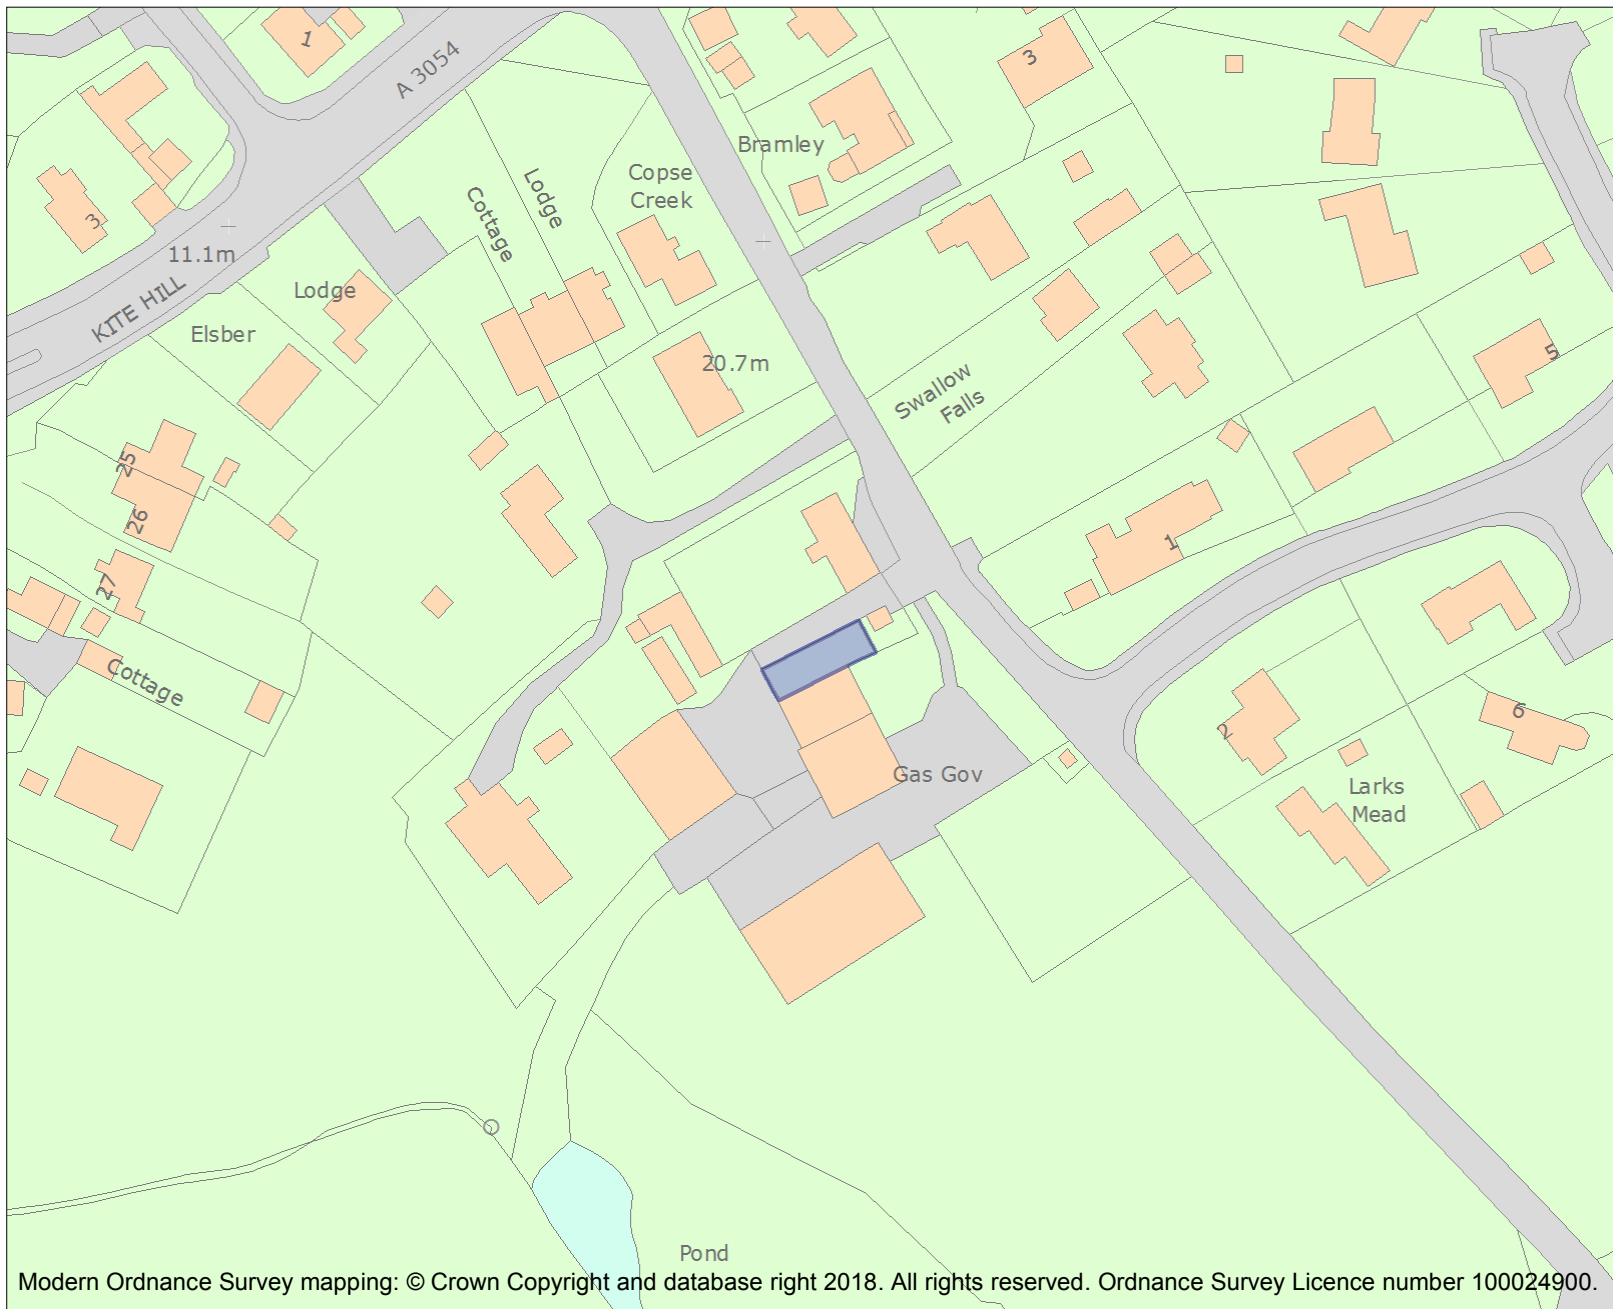 1
A 3054
3
Bramley
3
Copse
Creek
Lodge
Cottage
11.1m
KITE HILL
Lodge
Elsber
20.7m
Swallow
Falls
5
25
26
27
1
Cottage
2
6
Gas Gov
Larks
Mead
Pond
Modern Ordnance Survey mapping: © Crown Copyright and database right 2018. All rights reserved. Ordnance Survey Licence number 100024900.